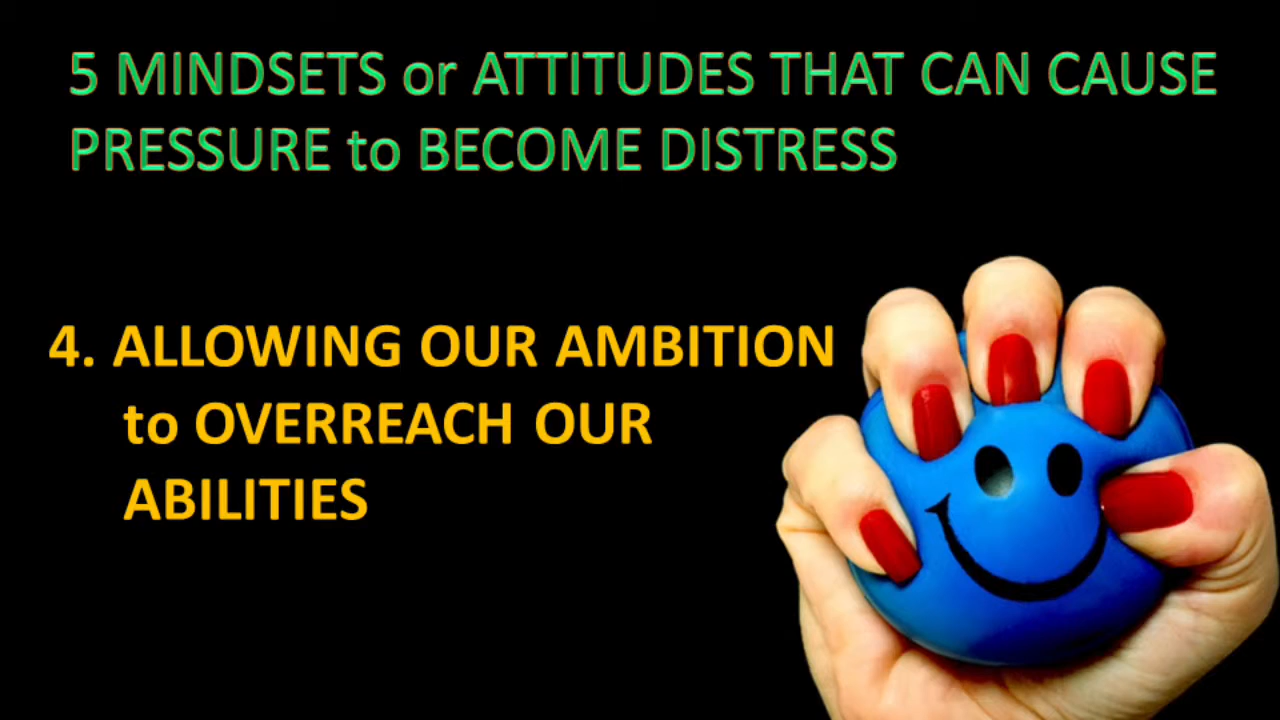 5 MINDSETS or ATTITUDES THAT CAN CAUSE
PRESSURE to BECOME DISTRESS
4. ALLOWING OUR AMBITION
to OVERREACH OUR
ABILITIES